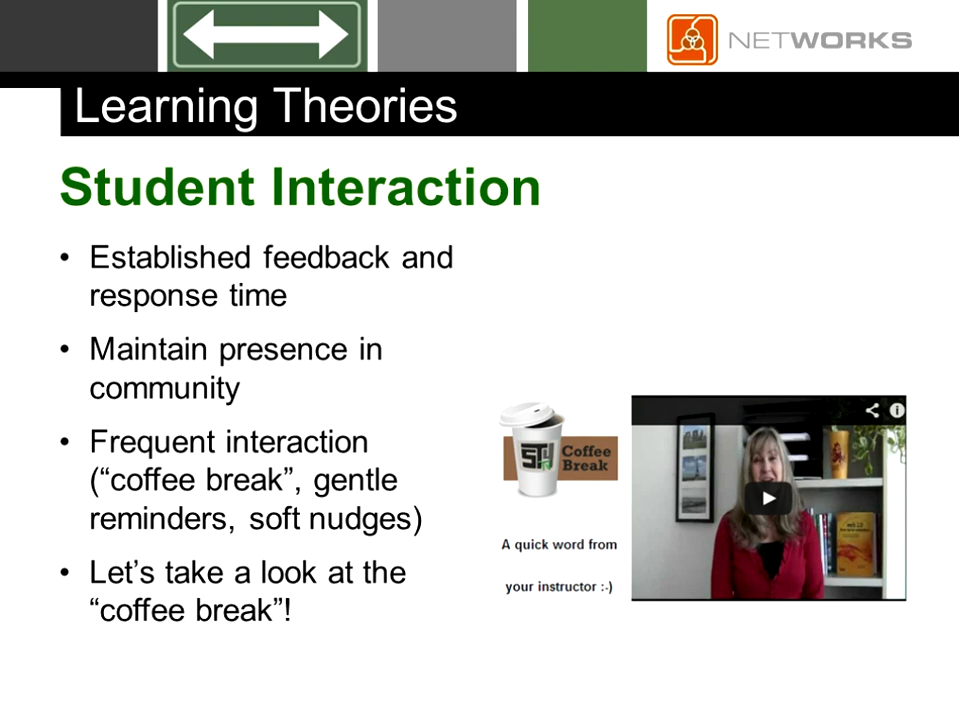 NETWORKS
Learning Theories
Student Interaction
• Established feedback and
response time
• Maintain presence in
community
• Frequent interaction
(“coffee break”, gentle
reminders, soft nudges)
• Let’s take a look at the
“coffee break”!
Coffee
Break
A quick word from
your instructor :-)